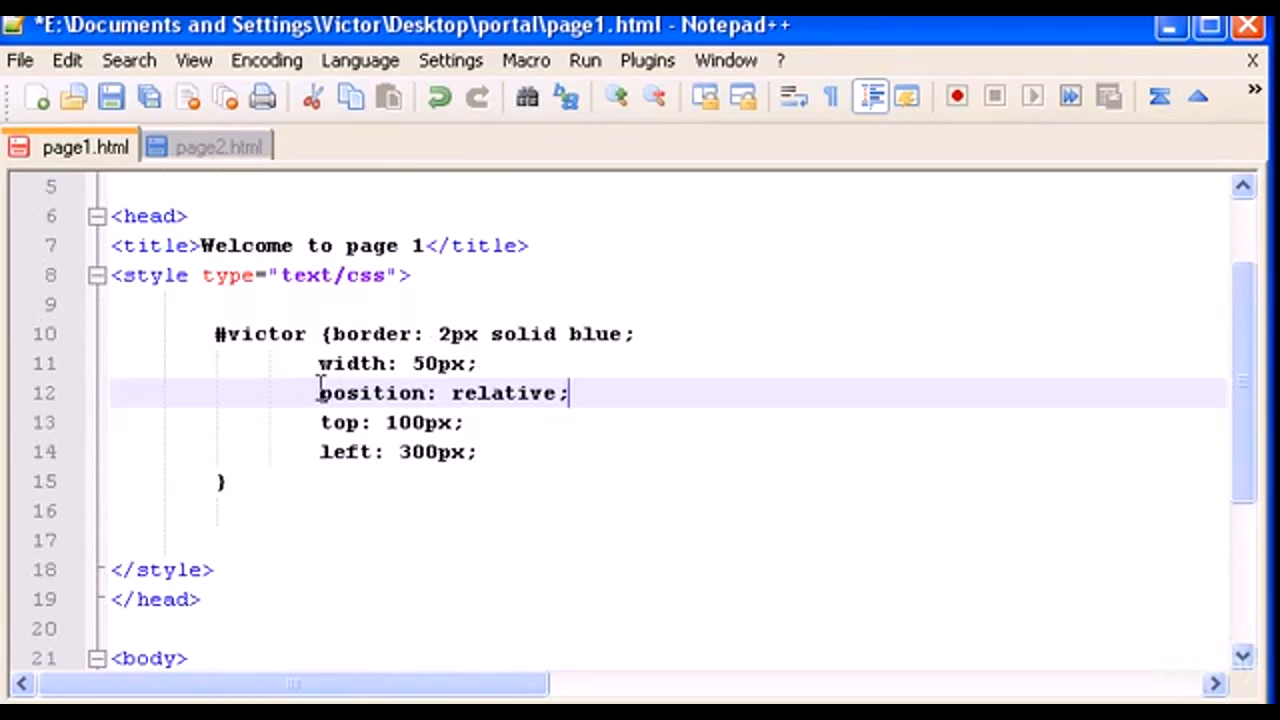 *E:\Documents and Settings\Victor\Desktop\portal\page1.html - Notepad++
File Edit Search View Encoding Language Settings Macro Run Plugins Window ? X
page1.html page2.html
5
6 <head>
7 <title>Welcome to page 1</title>
8 <style type="text/css">
9
10 #victor {border: 2px solid blue;
11 width: 50px;
12 position: relative;
13 top: 100px;
14 left: 300px;
15 }
16
17
18 </style>
19 </head>
20
21 <body>